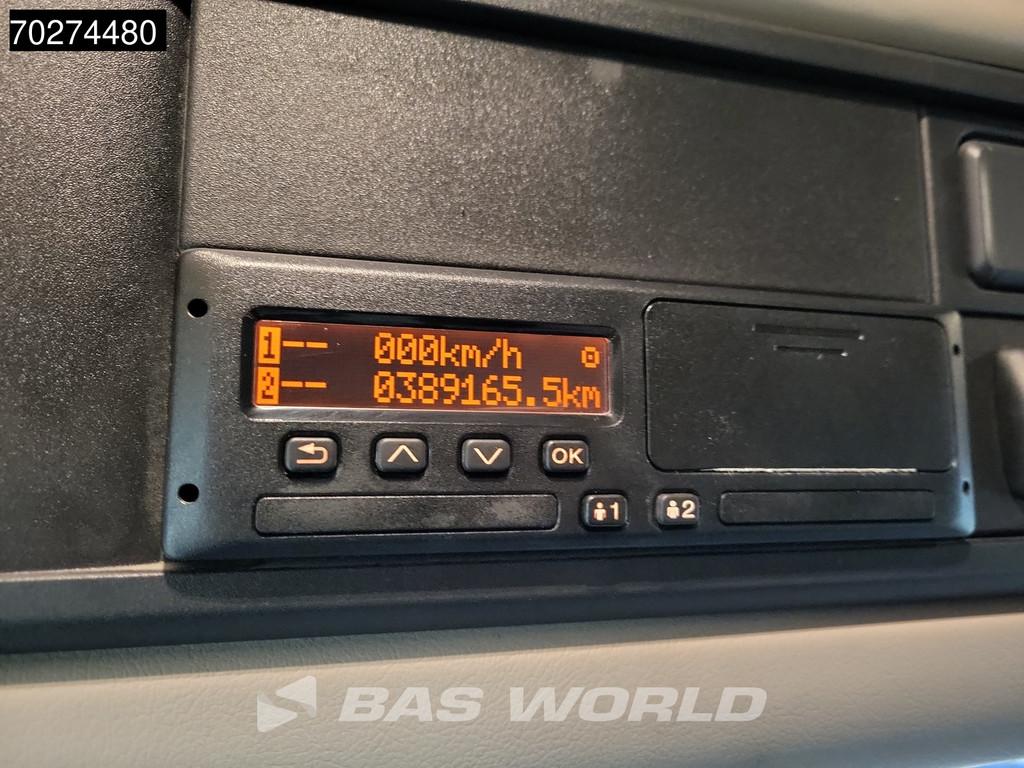 70274480
1-- 000km/h
2-- 0389165.5km
OK
1 2
BAS WORLD